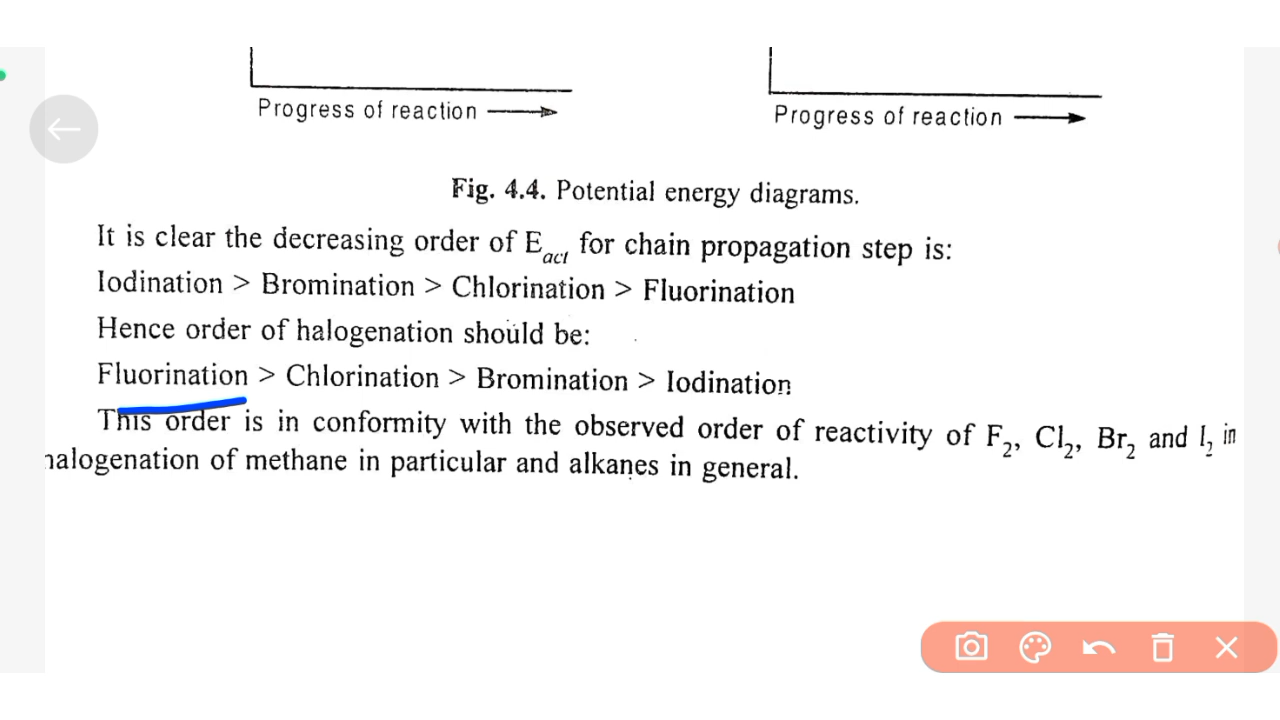 Progress of reaction
Progress of reaction
Fig. 4.4. Potential energy diagrams.
It is clear the decreasing order of E_act for chain propagation step is:
Iodination > Bromination > Chlorination > Fluorination
Hence order of halogenation should be:
Fluorination > Chlorination > Bromination > Iodination
This order is in conformity with the observed order of reactivity of F₂, Cl₂, Br₂ and I₂ in
halogenation of methane in particular and alkanes in general.